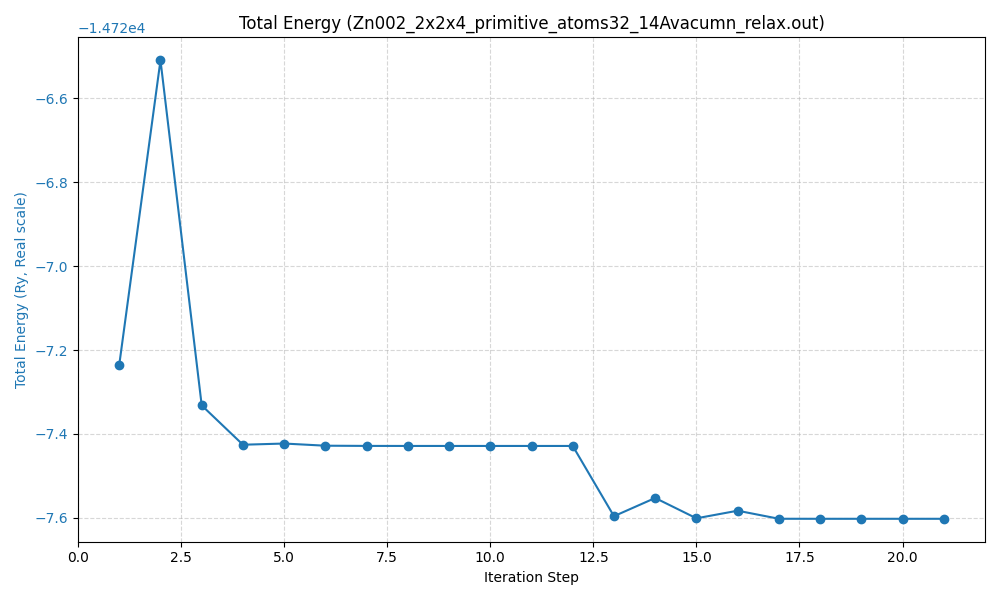 Total Energy (Zn002_2x2x4_primitive_atoms32_14Avacumn_relax.out)
−1.472e4
−6.6
−6.8
−7.0
−7.2
−7.4
−7.6
Total Energy (Ry, Real scale)
0.0 2.5 5.0 7.5 10.0 12.5 15.0 17.5 20.0
Iteration Step